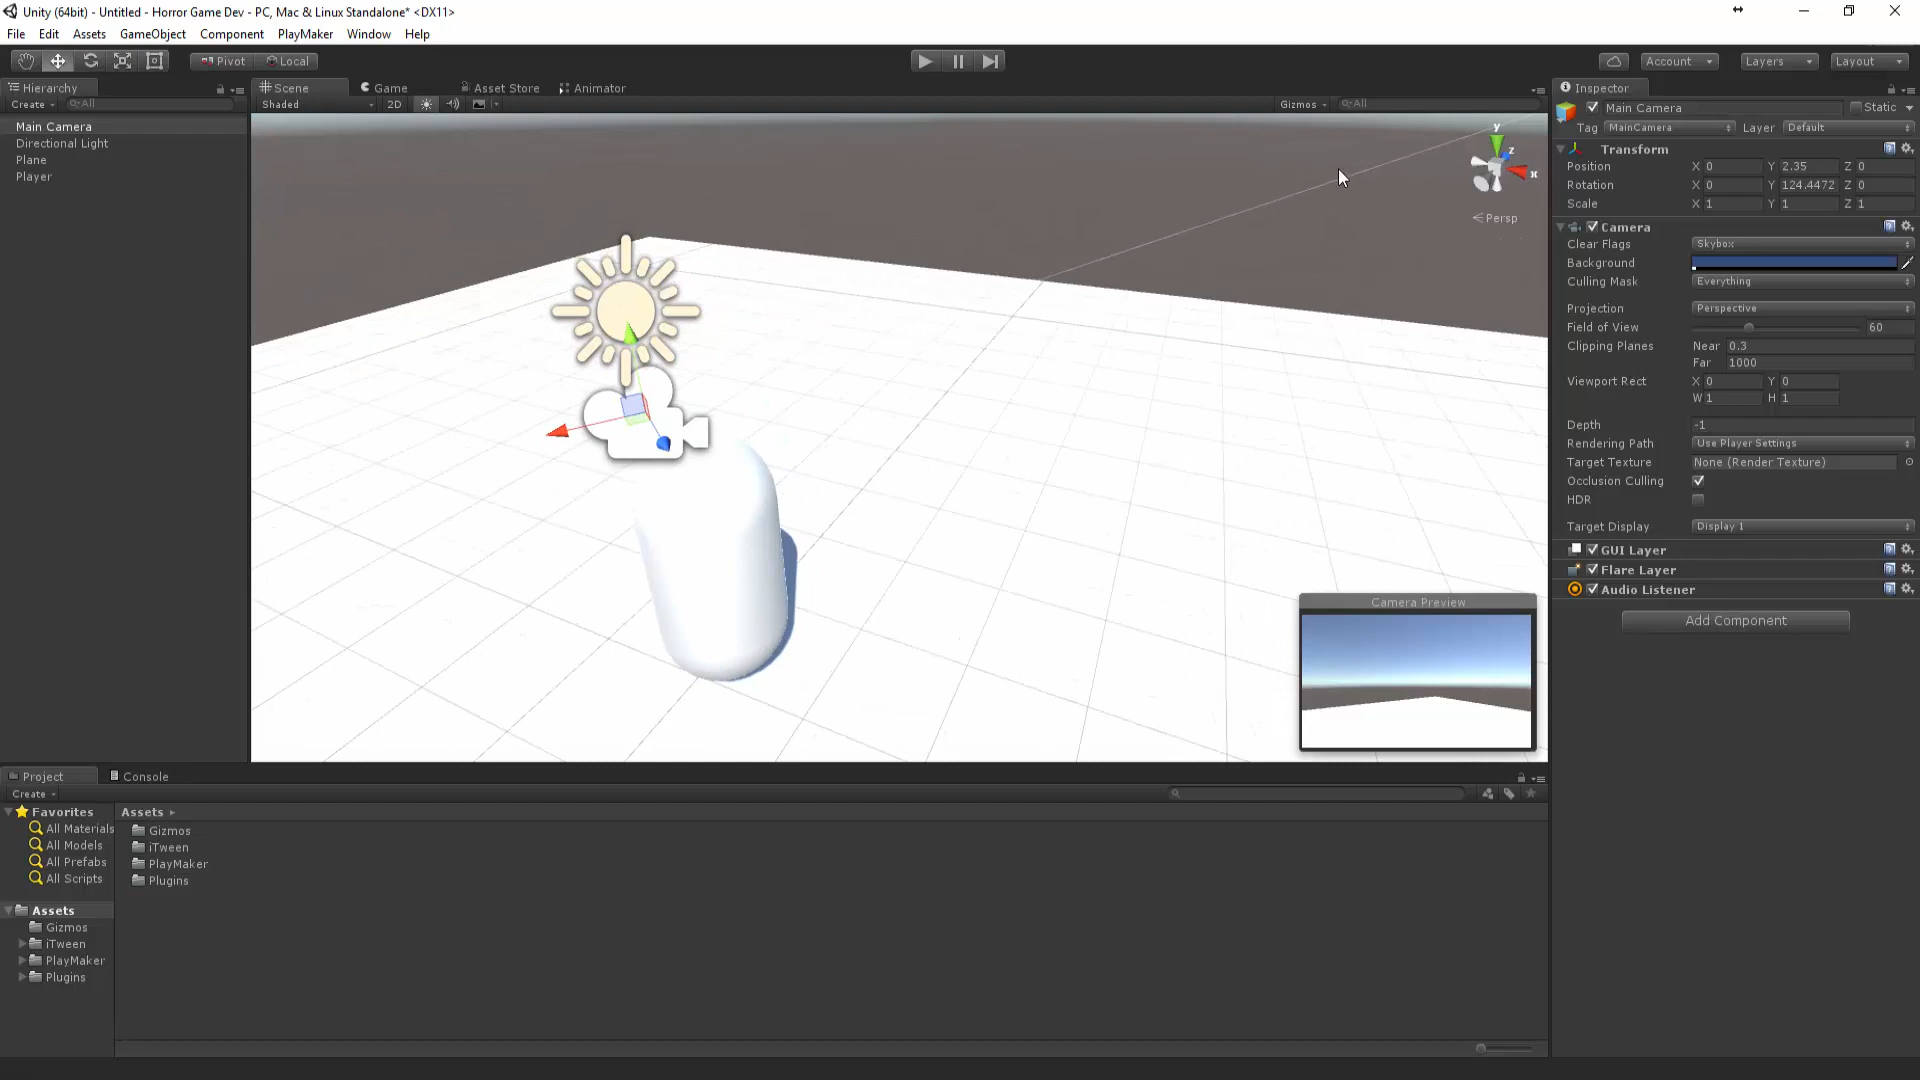 Unity (64bit) - Untitled - Horror Game Dev - PC, Mac & Linux Standalone* <DX11>
File Edit Assets GameObject Component PlayMaker Window Help
Pivot Local Account Layers Layout
Hierarchy
Create All
Main Camera
Directional Light
Plane
Player
Scene Game Asset Store Animator
Shaded 2D Gizmos All
y
z
x
Persp
Camera Preview
Inspector
Main Camera Static
Tag MainCamera Layer Default
Transform
Position X 0 Y 2.35 Z 0
Rotation X 0 Y 124.4472 Z 0
Scale X 1 Y 1 Z 1
Camera
Clear Flags Skybox
Background
Culling Mask Everything
Projection Perspective
Field of View 60
Clipping Planes Near 0.3
Far 1000
Viewport Rect X 0 Y 0
W 1 H 1
Depth -1
Rendering Path Use Player Settings
Target Texture None (Render Texture)
Occlusion Culling
HDR
Target Display Display 1
GUI Layer
Flare Layer
Audio Listener
Add Component
Project Console
Create
Favorites
All Materials
All Models
All Prefabs
All Scripts
Assets
Gizmos
iTween
PlayMaker
Plugins
Assets
Gizmos
iTween
PlayMaker
Plugins